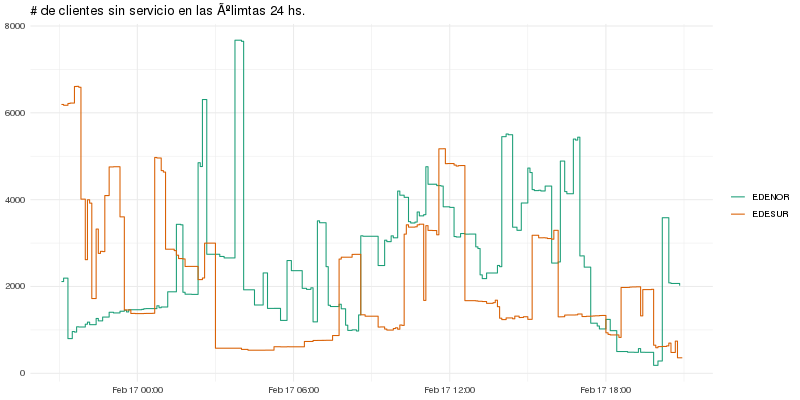 # de clientes sin servicio en las Ãºlimtas 24 hs.
8000
6000
4000
2000
0
Feb 17 00:00
Feb 17 06:00
Feb 17 12:00
Feb 17 18:00
EDENOR
EDESUR